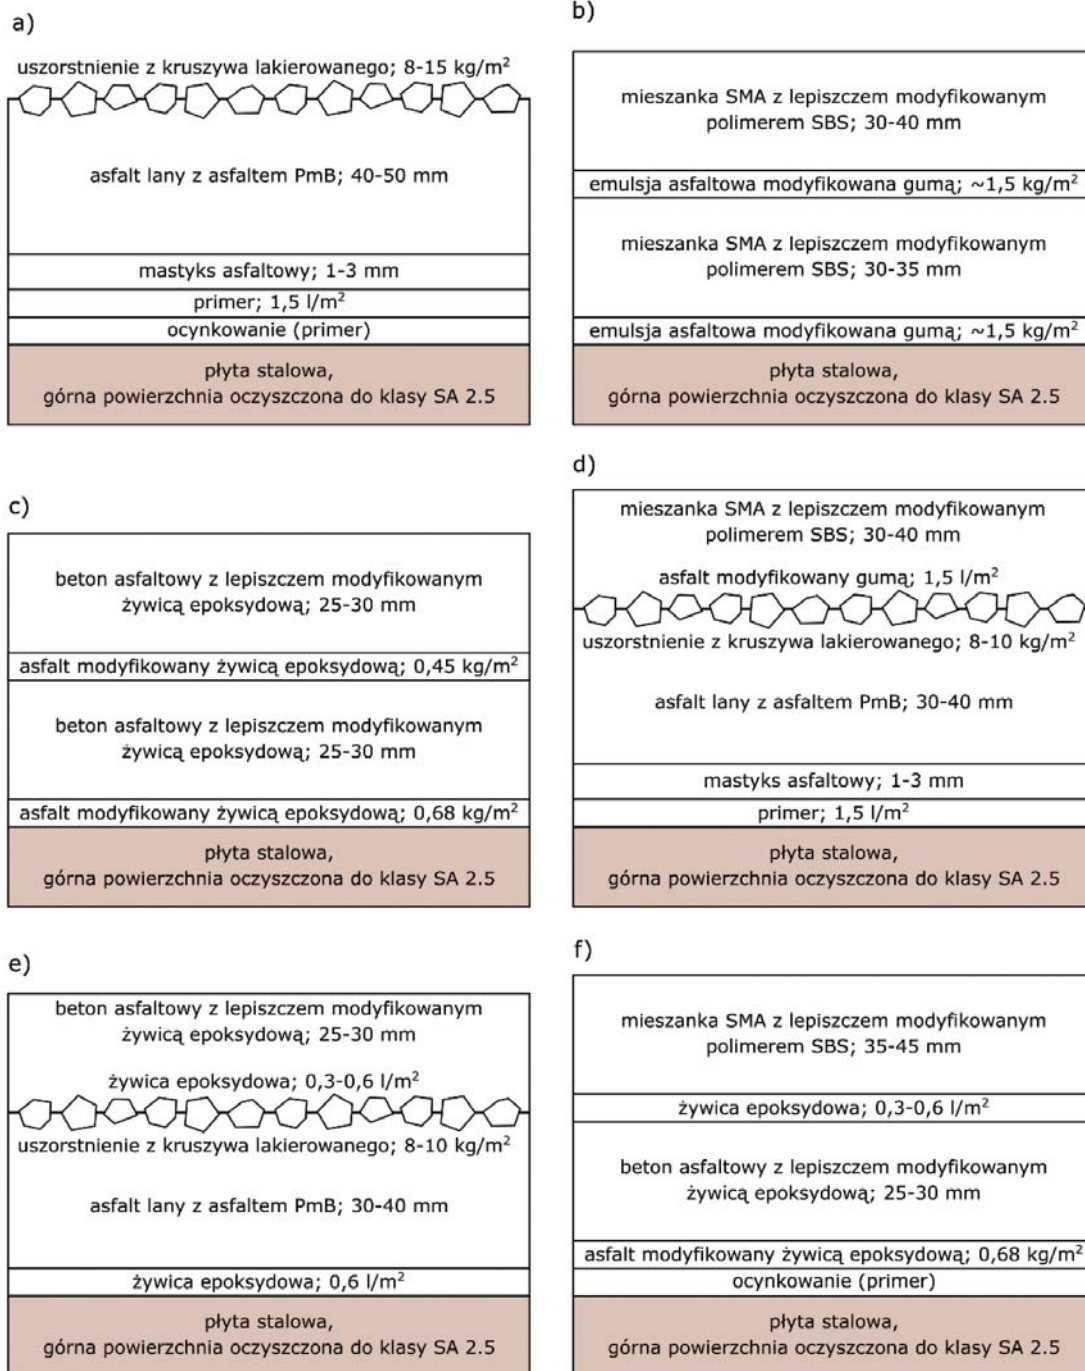 a)
uszorstnienie z kruszywa lakierowanego; 8-15 kg/m²
asfalt lany z asfaltem PmB; 40-50 mm
mastyks asfaltowy; 1-3 mm
primer; 1,5 l/m²
ocynkowanie (primer)
płyta stalowa,
górna powierzchnia oczyszczona do klasy SA 2.5
b)
mieszanka SMA z lepiszczem modyfikowanym
polimerem SBS; 30-40 mm
emulsja asfaltowa modyfikowana gumą; ~1,5 kg/m²
mieszanka SMA z lepiszczem modyfikowanym
polimerem SBS; 30-35 mm
emulsja asfaltowa modyfikowana gumą; ~1,5 kg/m²
płyta stalowa,
górna powierzchnia oczyszczona do klasy SA 2.5
c)
beton asfaltowy z lepiszczem modyfikowanym
żywicą epoksydową; 25-30 mm
asfalt modyfikowany żywicą epoksydową; 0,45 kg/m²
beton asfaltowy z lepiszczem modyfikowanym
żywicą epoksydową; 25-30 mm
asfalt modyfikowany żywicą epoksydową; 0,68 kg/m²
płyta stalowa,
górna powierzchnia oczyszczona do klasy SA 2.5
d)
mieszanka SMA z lepiszczem modyfikowanym
polimerem SBS; 30-40 mm
asfalt modyfikowany gumą; 1,5 l/m²
uszorstnienie z kruszywa lakierowanego; 8-10 kg/m²
asfalt lany z asfaltem PmB; 30-40 mm
mastyks asfaltowy; 1-3 mm
primer; 1,5 l/m²
płyta stalowa,
górna powierzchnia oczyszczona do klasy SA 2.5
e)
beton asfaltowy z lepiszczem modyfikowanym
żywicą epoksydową; 25-30 mm
żywica epoksydowa; 0,3-0,6 l/m²
uszorstnienie z kruszywa lakierowanego; 8-10 kg/m²
asfalt lany z asfaltem PmB; 30-40 mm
żywica epoksydowa; 0,6 l/m²
płyta stalowa,
górna powierzchnia oczyszczona do klasy SA 2.5
f)
mieszanka SMA z lepiszczem modyfikowanym
polimerem SBS; 35-45 mm
żywica epoksydowa; 0,3-0,6 l/m²
beton asfaltowy z lepiszczem modyfikowanym
żywicą epoksydową; 25-30 mm
asfalt modyfikowany żywicą epoksydową; 0,68 kg/m²
ocynkowanie (primer)
płyta stalowa,
górna powierzchnia oczyszczona do klasy SA 2.5